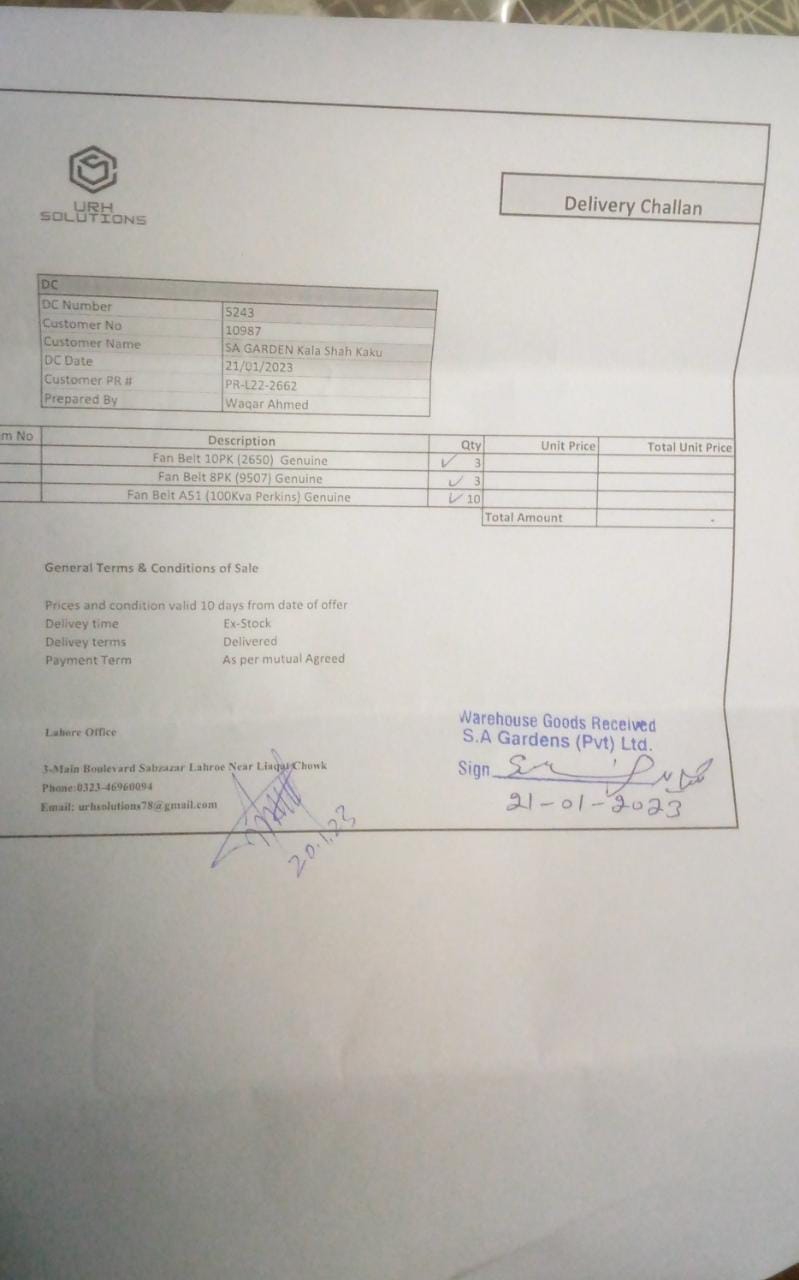 URH
SOLUTIONS
Delivery Challan
DC
DC Number 5243
Customer No 10987
Customer Name SA GARDEN Kala Shah Kaku
DC Date 21/01/2023
Customer PR # PR-L22-2662
Prepared By Waqar Ahmed
m No Description Qty Unit Price Total Unit Price
Fan Belt 10PK (2650) Genuine ✓ 3
Fan Belt 8PK (9507) Genuine ✓ 3
Fan Belt A51 (100Kva Perkins) Genuine ✓ 10
Total Amount -
General Terms & Conditions of Sale
Prices and condition valid 10 days from date of offer
Delivey time Ex-Stock
Delivey terms Delivered
Payment Term As per mutual Agreed
Lahore Office
3-Main Boulevard Sabzazar Lahroe Near Liaqat Chowk
Phone:0323-46960094
Email: urhsolutions78@gmail.com
20.1.23
Warehouse Goods Received
S.A Gardens (Pvt) Ltd.
Sign
21-01-2023